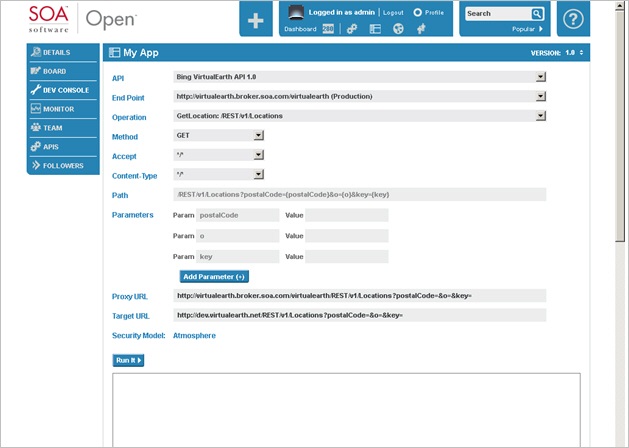 SOA
software
Open
+
Logged in as admin | Logout Profile
Dashboard 280
Search
Popular
?
DETAILS
BOARD
DEV CONSOLE
MONITOR
TEAM
APIS
FOLLOWERS
My App
VERSION: 1.0
API Bing VirtualEarth API 1.0
End Point http://virtualearth.broker.soa.com/virtualearth (Production)
Operation GetLocation: /REST/v1/Locations
Method GET
Accept */*
Content-Type */*
Path /REST/v1/Locations?postalCode={postalCode}&o={o}&key={key}
Parameters Param postalCode Value
Param o Value
Param key Value
Add Parameter (+)
Proxy URL http://virtualearth.broker.soa.com/virtualearth/REST/v1/Locations?postalCode=&o=&key=
Target URL http://dev.virtualearth.net/REST/v1/Locations?postalCode=&o=&key=
Security Model: Atmosphere
Run It